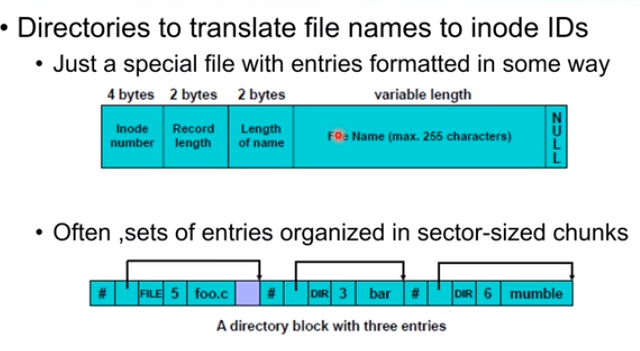 • Directories to translate file names to inode IDs
• Just a special file with entries formatted in some way
4 bytes 2 bytes 2 bytes variable length
Inode number Record length Length of name File Name (max. 255 characters) NULL
• Often ,sets of entries organized in sector-sized chunks
# FILE 5 foo.c # DIR 3 bar # DIR 6 mumble
A directory block with three entries